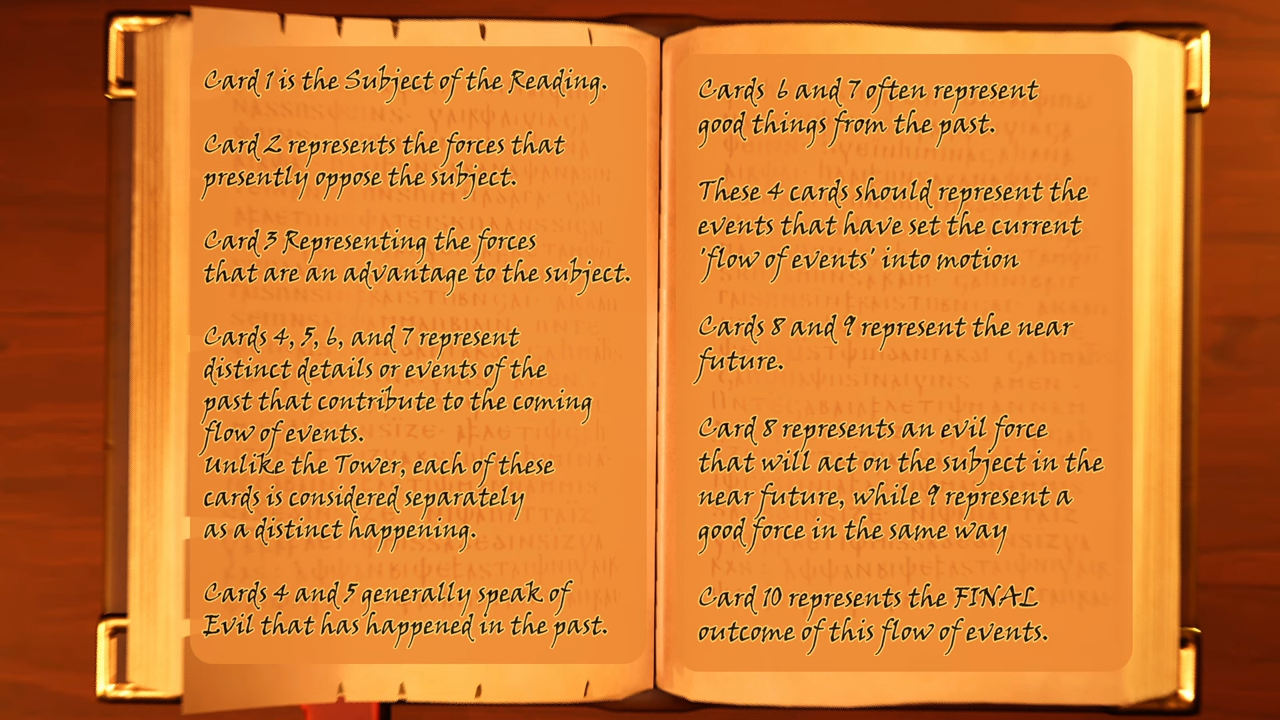 Card 1 is the Subject of the Reading.
Card 2 represents the forces that
presently oppose the subject.
Card 3 Representing the forces
that are an advantage to the subject.
Cards 4, 5, 6, and 7 represent
distinct details or events of the
past that contribute to the coming
flow of events.
Unlike the Tower, each of these
cards is considered separately
as a distinct happening.
Cards 4 and 5 generally speak of
Evil that has happened in the past.
Cards 6 and 7 often represent
good things from the past.
These 4 cards should represent the
events that have set the current
'flow of events' into motion
Cards 8 and 9 represent the near
future.
Card 8 represents an evil force
that will act on the subject in the
near future, while 9 represent a
good force in the same way
Card 10 represents the FINAL
outcome of this flow of events.